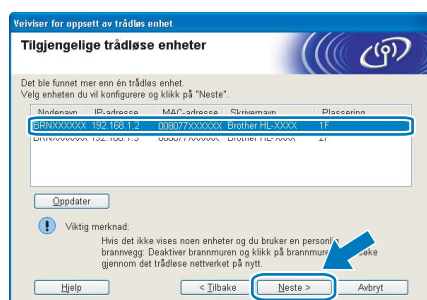 Veiviser for oppsett av trådløs enhet
Tilgjengelige trådløse enheter
Det ble funnet mer enn én trådløs enhet.
Velg enheten du vil konfigurere og klikk på "Neste".
Nodenavn IP-adresse MAC-adresse Skrivernavn Plassering
BRNXXXXXX 192.168.1.2 008077XXXXXX Brother HL-XXXX 1F
BRNXXXXXX 192.168.1.3 008077XXXXXX Brother HL-XXXX 2F
Oppdater
Viktig merknad:
Hvis det ikke vises noen enheter og du bruker en personlig
brannvegg: Deaktiver brannmuren og klikk på
gjennom det trådløse nettverket på nytt.
Hjelp < Tilbake Neste > Avbryt